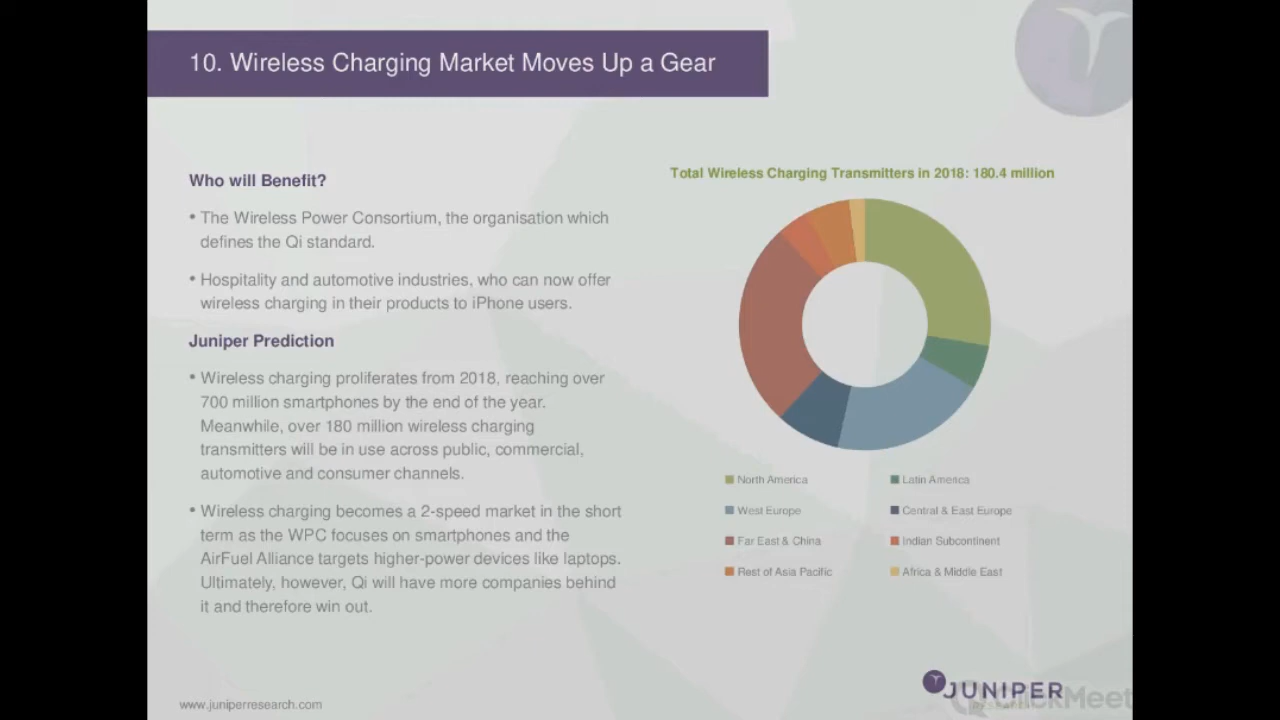 10. Wireless Charging Market Moves Up a Gear
Who will Benefit?
• The Wireless Power Consortium, the organisation which
defines the Qi standard.
• Hospitality and automotive industries, who can now offer
wireless charging in their products to iPhone users.
Juniper Prediction
• Wireless charging proliferates from 2018, reaching over
700 million smartphones by the end of the year.
Meanwhile, over 180 million wireless charging
transmitters will be in use across public, commercial,
automotive and consumer channels.
• Wireless charging becomes a 2-speed market in the short
term as the WPC focuses on smartphones and the
AirFuel Alliance targets higher-power devices like laptops.
Ultimately, however, Qi will have more companies behind
it and therefore win out.
Total Wireless Charging Transmitters in 2018: 180.4 million
North America
Latin America
West Europe
Central & East Europe
Far East & China
Indian Subcontinent
Rest of Asia Pacific
Africa & Middle East
www.juniperresearch.com
JUNIPER